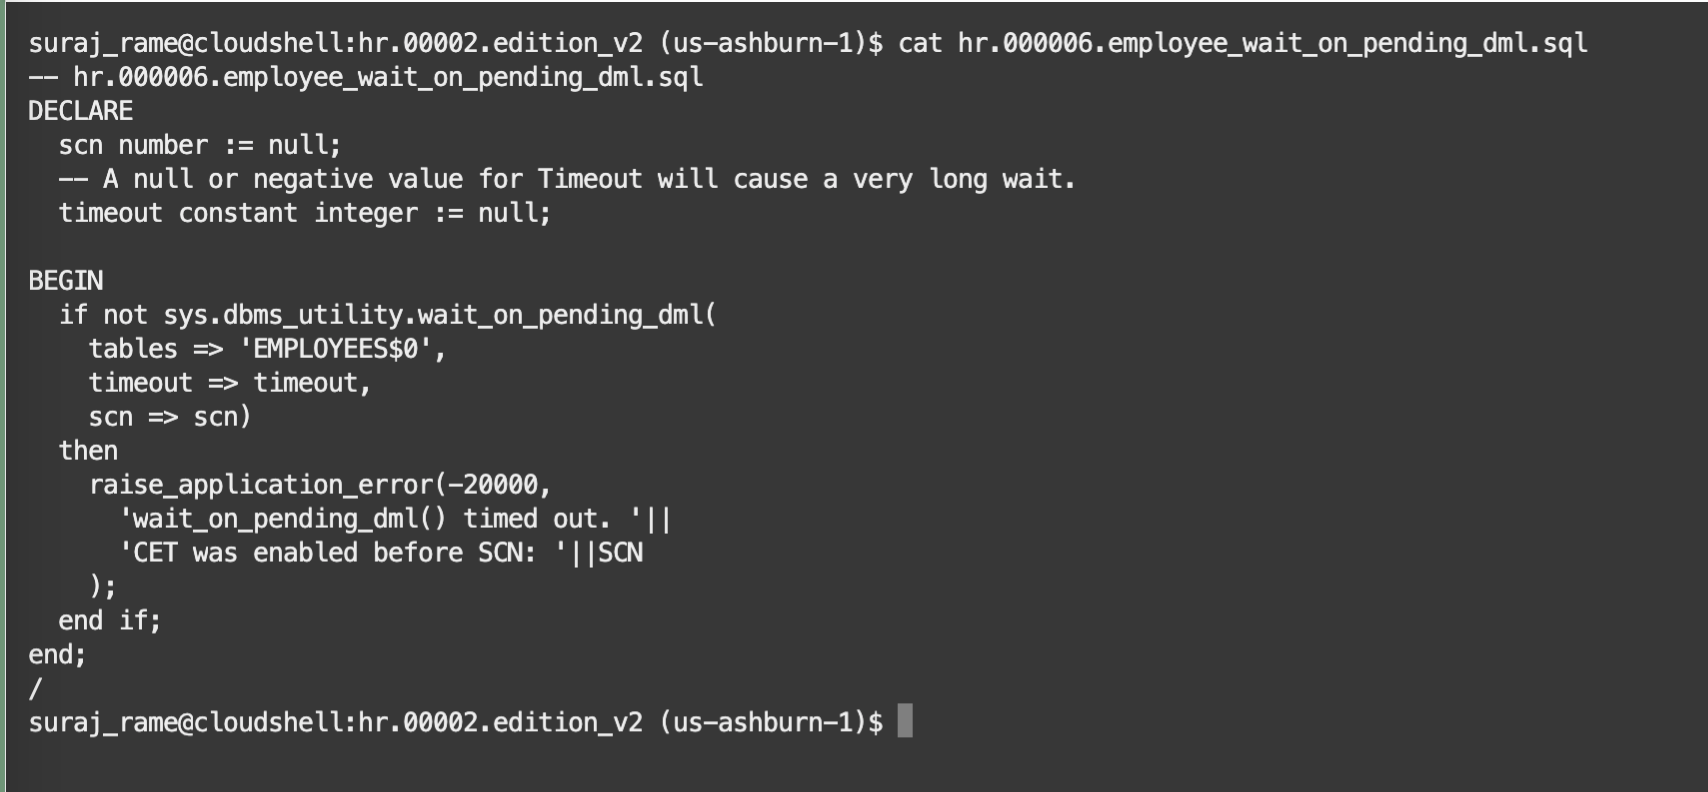 suraj_rame@cloudshell:hr.00002.edition_v2 (us-ashburn-1)$ cat hr.000006.employee_wait_on_pending_dml.sql
-- hr.000006.employee_wait_on_pending_dml.sql
DECLARE
  scn number := null;
  -- A null or negative value for Timeout will cause a very long wait.
  timeout constant integer := null;

BEGIN
  if not sys.dbms_utility.wait_on_pending_dml(
    tables => 'EMPLOYEES$0',
    timeout => timeout,
    scn => scn)
  then
    raise_application_error(-20000,
      'wait_on_pending_dml() timed out. '||
      'CET was enabled before SCN: '||SCN
    );
  end if;
end;
/
suraj_rame@cloudshell:hr.00002.edition_v2 (us-ashburn-1)$